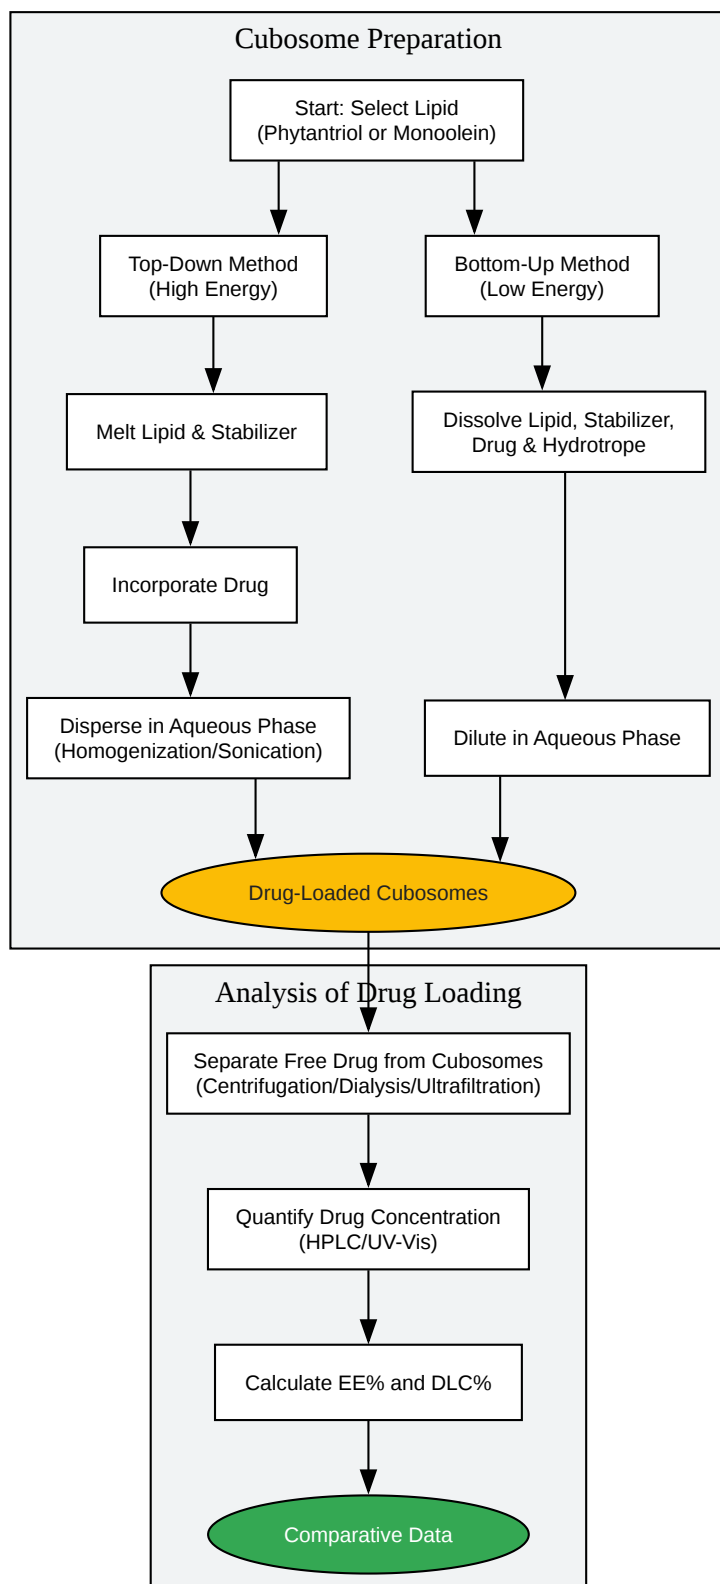 Cubosome Preparation
Start: Select Lipid
(Phytantriol or Monoolein)
Top-Down Method
(High Energy)
Bottom-Up Method
(Low Energy)
Melt Lipid & Stabilizer
Dissolve Lipid, Stabilizer,
Drug & Hydrotrope
Incorporate Drug
Disperse in Aqueous Phase
(Homogenization/Sonication)
Dilute in Aqueous Phase
Drug-Loaded Cubosomes
Analysis of Drug Loading
Separate Free Drug from Cubosomes
(Centrifugation/Dialysis/Ultrafiltration)
Quantify Drug Concentration
(HPLC/UV-Vis)
Calculate EE% and DLC%
Comparative Data